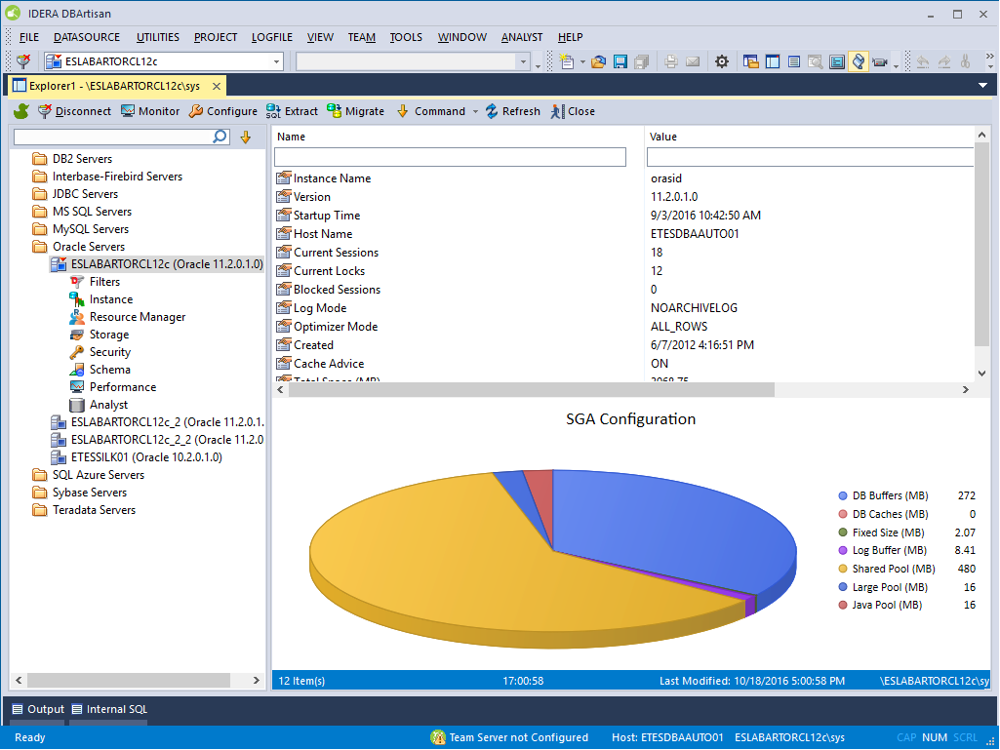 IDERA DBArtisan
FILE DATASOURCE UTILITIES PROJECT LOGFILE VIEW TEAM TOOLS WINDOW ANALYST HELP
ESLABARTORCL12c
Explorer1 - \ESLABARTORCL12c\sys
Disconnect Monitor Configure Extract Migrate Command Refresh Close
Name Value
DB2 Servers
Interbase-Firebird Servers
JDBC Servers
MS SQL Servers
MySQL Servers
Oracle Servers
ESLABARTORCL12c (Oracle 11.2.0.1.0)
Filters
Instance
Resource Manager
Storage
Security
Schema
Performance
Analyst
ESLABARTORCL12c_2 (Oracle 11.2.0.1.
ESLABARTORCL12c_2_2 (Oracle 11.2.0
ETESSILK01 (Oracle 10.2.0.1.0)
SQL Azure Servers
Sybase Servers
Teradata Servers
Instance Name orasid
Version 11.2.0.1.0
Startup Time 9/3/2016 10:42:50 AM
Host Name ETESDBAAUTO01
Current Sessions 18
Current Locks 12
Blocked Sessions 0
Log Mode NOARCHIVELOG
Optimizer Mode ALL_ROWS
Created 6/7/2012 4:16:51 PM
Cache Advice ON
Total Space (MB)
SGA Configuration
DB Buffers (MB) 272
DB Caches (MB) 0
Fixed Size (MB) 2.07
Log Buffer (MB) 8.41
Shared Pool (MB) 480
Large Pool (MB) 16
Java Pool (MB) 16
12 Item(s) 17:00:58 Last Modified: 10/18/2016 5:00:58 PM \ESLABARTORCL12c\sy
Output Internal SQL
Ready Team Server not Configured Host: ETESDBAAUTO01 ESLABARTORCL12c\sys CAP NUM SCRL